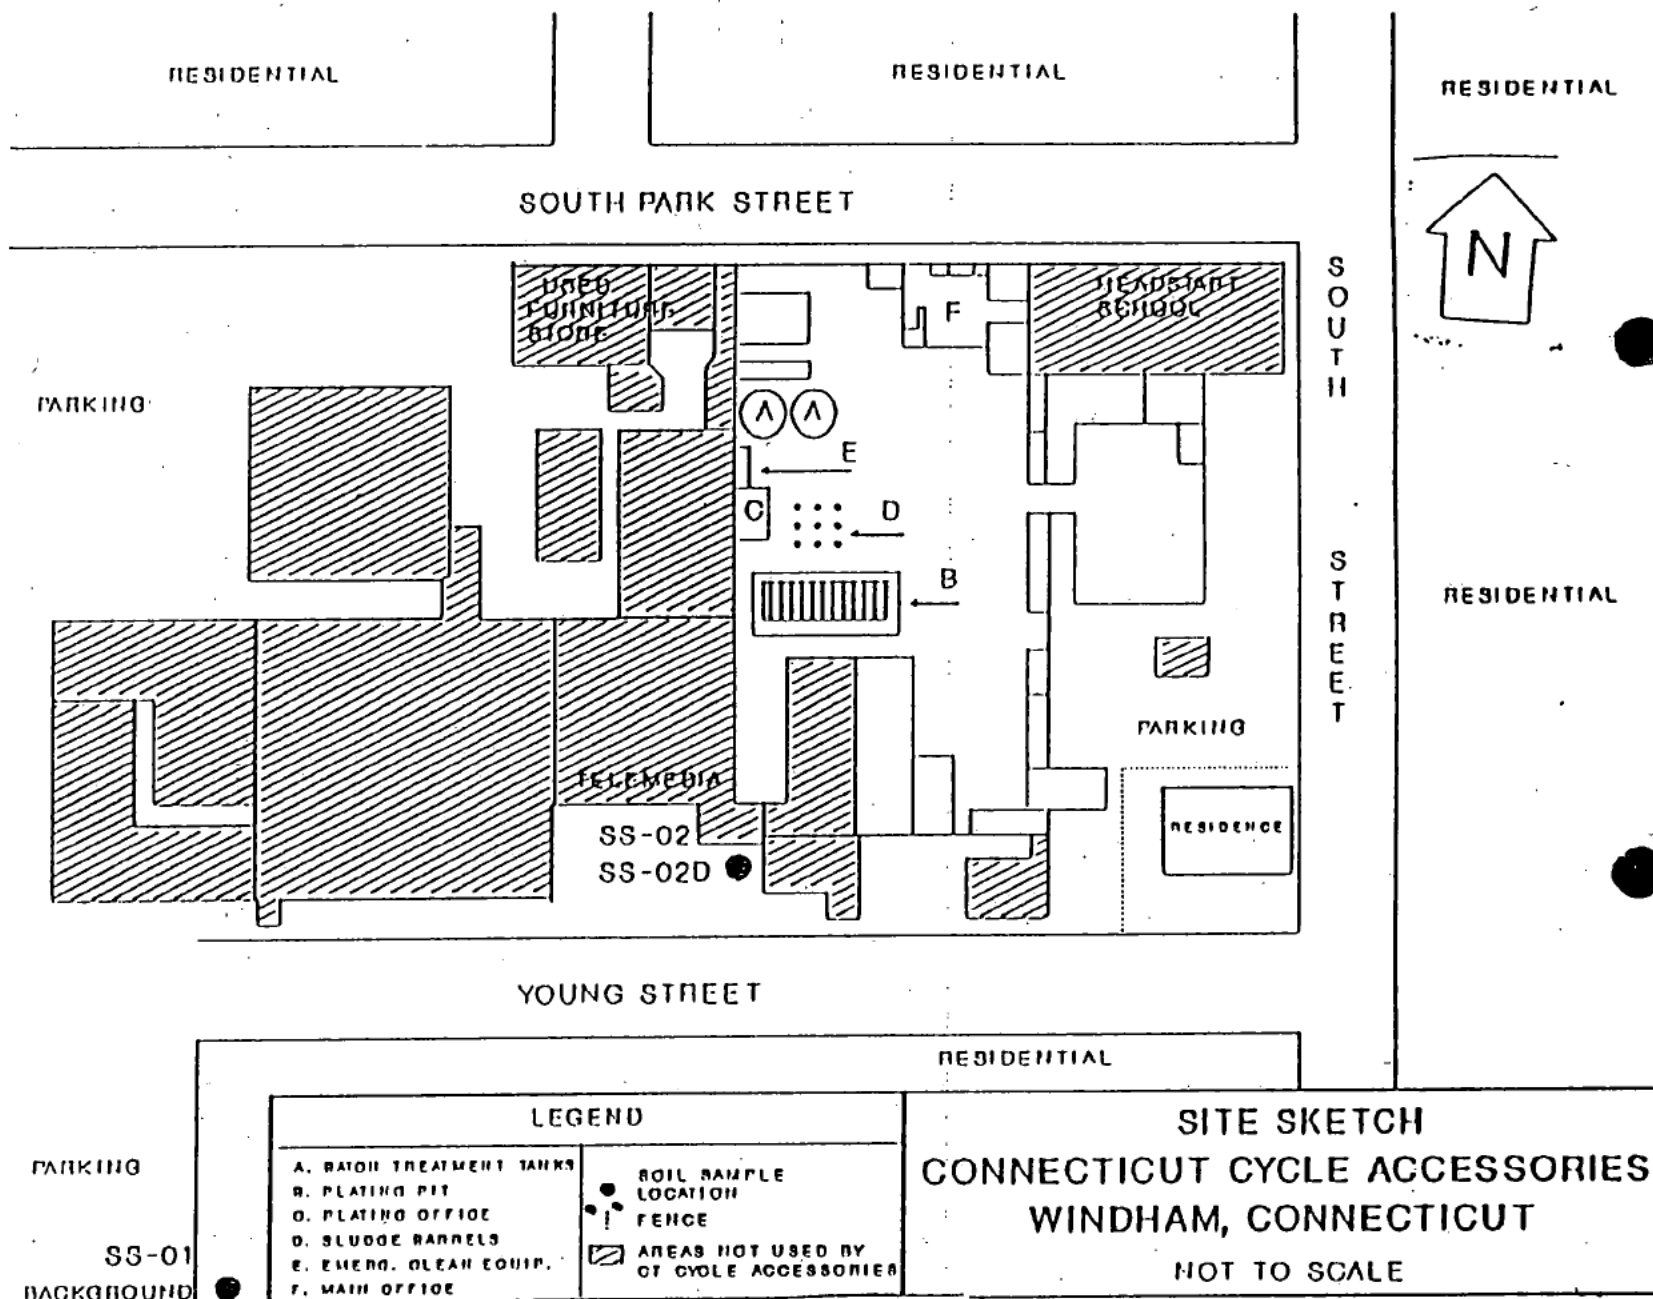 RESIDENTIAL
RESIDENTIAL
RESIDENTIAL
SOUTH PARK STREET
N
SOUTH
STREET
USED
FURNITURE
STORE
HEADSTART
SCHOOL
F
PARKING
A
A
E
C
D
B
RESIDENTIAL
PARKING
TELEMEDIA
RESIDENCE
SS-02
SS-02D
YOUNG STREET
RESIDENTIAL
PARKING
SS-01
BACKGROUND
LEGEND
A. BATCH TREATMENT TANKS
B. PLATING PIT
C. PLATING OFFICE
D. SLUDGE BARRELS
E. EMERG. CLEAN EQUIP.
F. MAIN OFFICE
SOIL SAMPLE
LOCATION
FENCE
AREAS NOT USED BY
CT CYCLE ACCESSORIES
SITE SKETCH
CONNECTICUT CYCLE ACCESSORIES
WINDHAM, CONNECTICUT
NOT TO SCALE